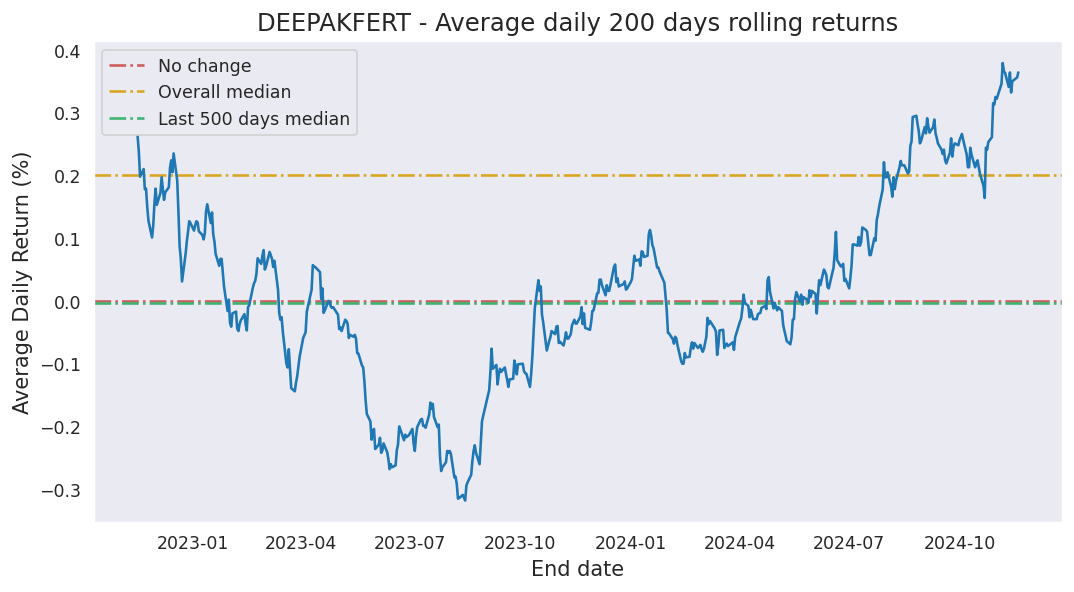 DEEPAKFERT - Average daily 200 days rolling returns
No change
Overall median
Last 500 days median
Average Daily Return (%)
0.4
0.3
0.2
0.1
0.0
−0.1
−0.2
−0.3
2023-01 2023-04 2023-07 2023-10 2024-01 2024-04 2024-07 2024-10
End date